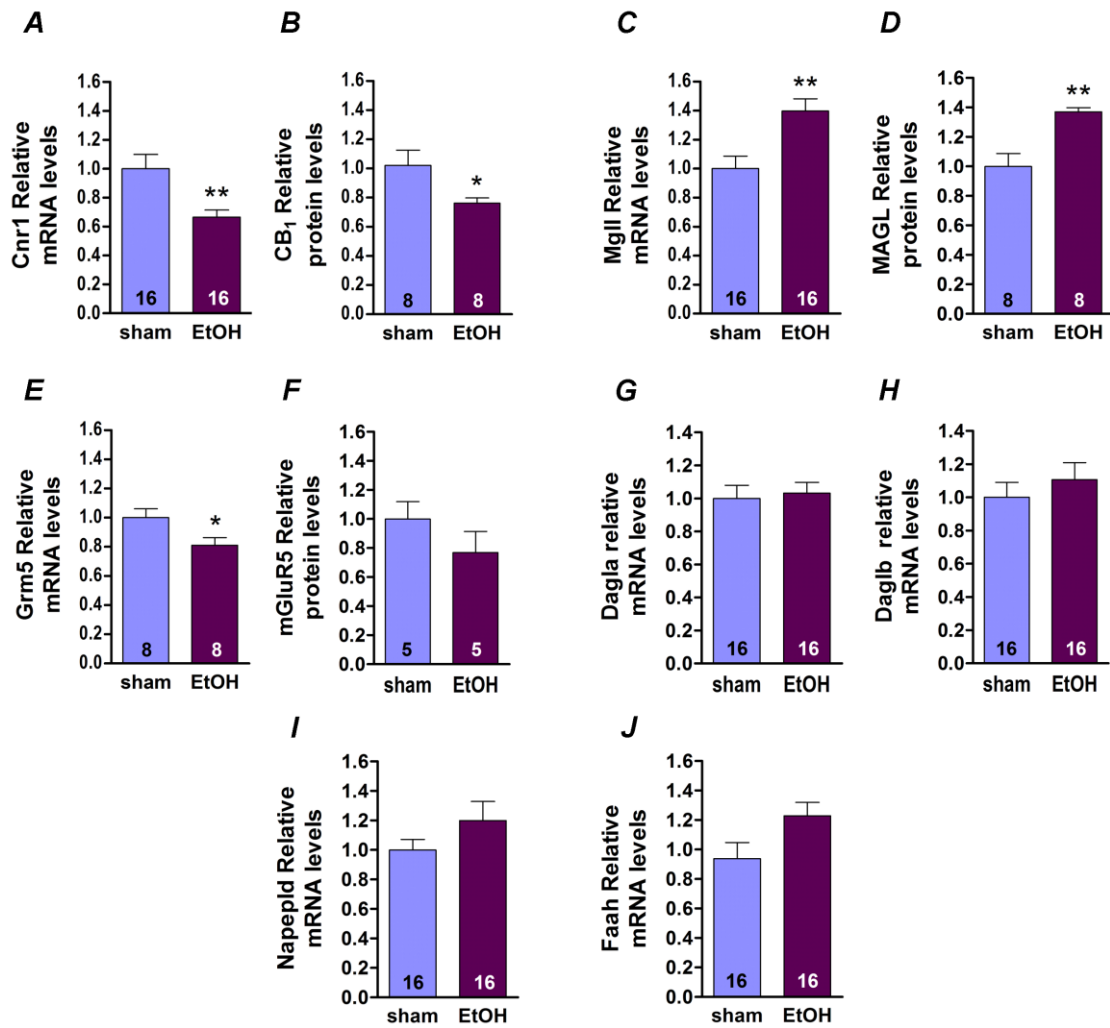 A
Cnr1 Relative
mRNA levels
1.6
1.4
1.2
1.0
0.8
0.6
0.4
0.2
0.0
**
16
16
sham EtOH
B
CB1 Relative
protein levels
1.6
1.4
1.2
1.0
0.8
0.6
0.4
0.2
0.0
*
8
8
sham EtOH
C
Mgll Relative
mRNA levels
1.6
1.4
1.2
1.0
0.8
0.6
0.4
0.2
0.0
**
16
16
sham EtOH
D
MAGL Relative
protein levels
1.6
1.4
1.2
1.0
0.8
0.6
0.4
0.2
0.0
**
8
8
sham EtOH
E
Grm5 Relative
mRNA levels
1.6
1.4
1.2
1.0
0.8
0.6
0.4
0.2
0.0
*
8
8
sham EtOH
F
mGluR5 Relative
protein levels
1.6
1.4
1.2
1.0
0.8
0.6
0.4
0.2
0.0
5
5
sham EtOH
G
Dagla relative
mRNA levels
1.4
1.2
1.0
0.8
0.6
0.4
0.2
0.0
16
16
sham EtOH
H
Daglb relative
mRNA levels
1.4
1.2
1.0
0.8
0.6
0.4
0.2
0.0
16
16
sham EtOH
I
Napepld Relative
mRNA levels
1.6
1.4
1.2
1.0
0.8
0.6
0.4
0.2
0.0
16
16
sham EtOH
J
Faah Relative
mRNA levels
1.6
1.4
1.2
1.0
0.8
0.6
0.4
0.2
0.0
16
16
sham EtOH